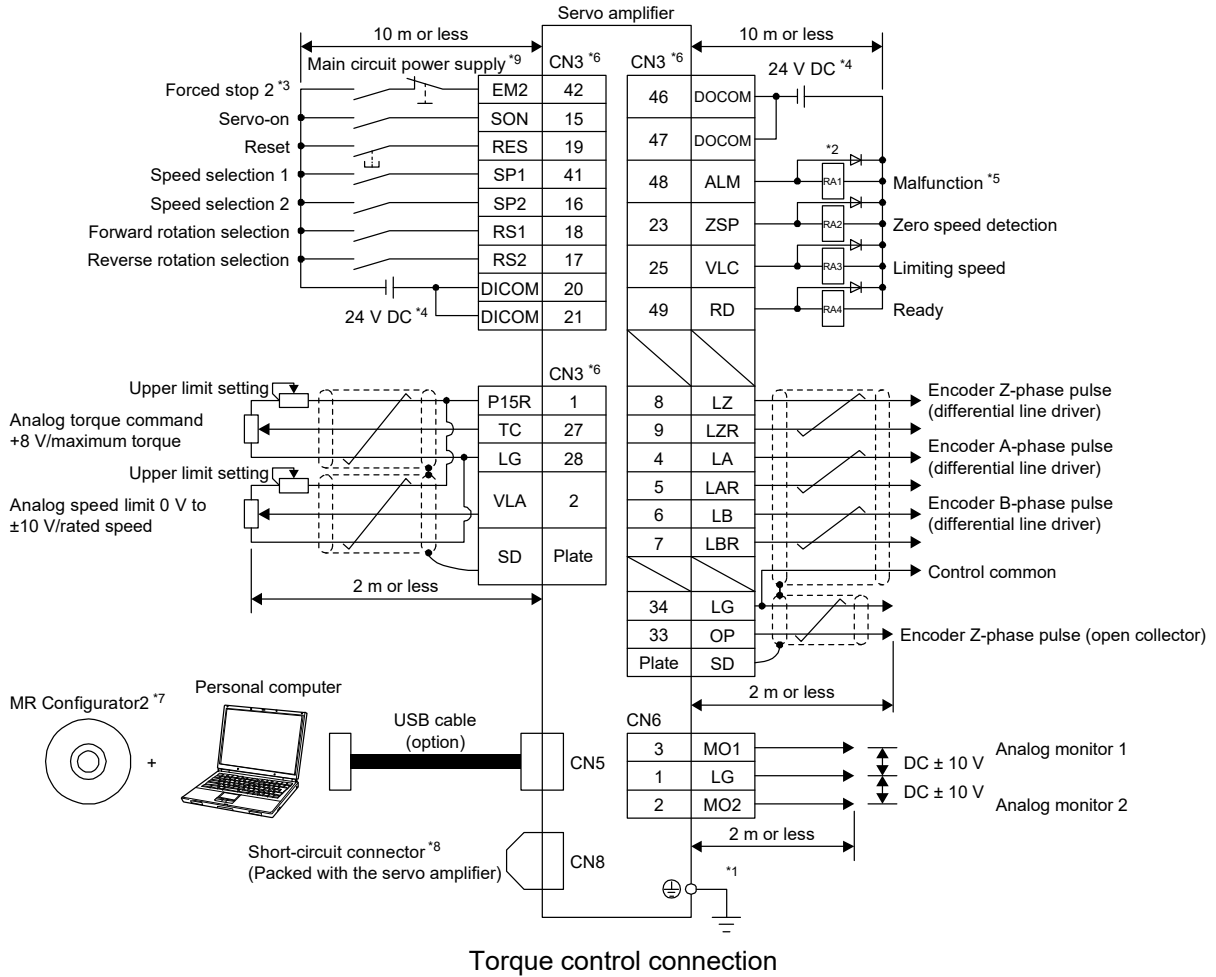 Servo amplifier
10 m or less
10 m or less
Main circuit power supply *9
CN3 *6
CN3 *6
24 V DC *4
Forced stop 2 *3
EM2 42
Servo-on
SON 15
Reset
RES 19
Speed selection 1
SP1 41
Speed selection 2
SP2 16
Forward rotation selection
RS1 18
Reverse rotation selection
RS2 17
DICOM 20
24 V DC *4
DICOM 21
46 DOCOM
47 DOCOM
*2
48 ALM RA1 Malfunction *5
23 ZSP RA2 Zero speed detection
25 VLC RA3 Limiting speed
49 RD RA4 Ready
CN3 *6
Upper limit setting
P15R 1
Analog torque command
+8 V/maximum torque
TC 27
LG 28
Upper limit setting
Analog speed limit 0 V to
±10 V/rated speed
VLA 2
SD Plate
2 m or less
8 LZ
Encoder Z-phase pulse
(differential line driver)
9 LZR
4 LA
Encoder A-phase pulse
(differential line driver)
5 LAR
6 LB
Encoder B-phase pulse
(differential line driver)
7 LBR
Control common
34 LG
33 OP
Encoder Z-phase pulse (open collector)
Plate SD
2 m or less
MR Configurator2 *7
+
Personal computer
USB cable
(option)
CN5
CN6
3 MO1
Analog monitor 1
DC ± 10 V
1 LG
DC ± 10 V
2 MO2
Analog monitor 2
2 m or less
Short-circuit connector *8
(Packed with the servo amplifier)
CN8
*1
Torque control connection